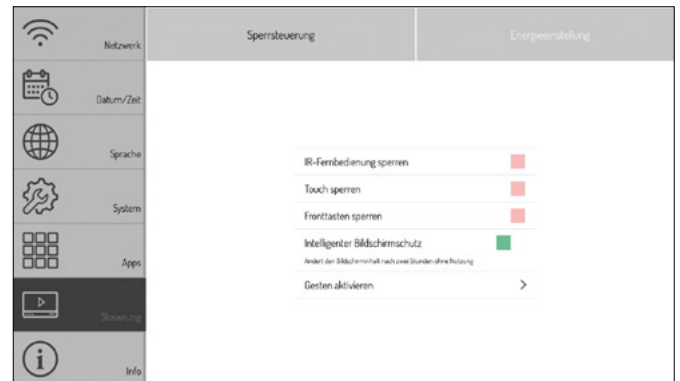 Netzwerk
Datum/Zeit
Sprache
System
Apps
Steuerung
Info
Sperrsteuerung
Energieeinstellung
IR-Fernbedienung sperren
Touch sperren
Fronttasten sperren
Intelligenter Bildschirmschutz
Ändert den Bildschirminhalt nach zwei Stunden ohne Nutzung
Gesten aktivieren